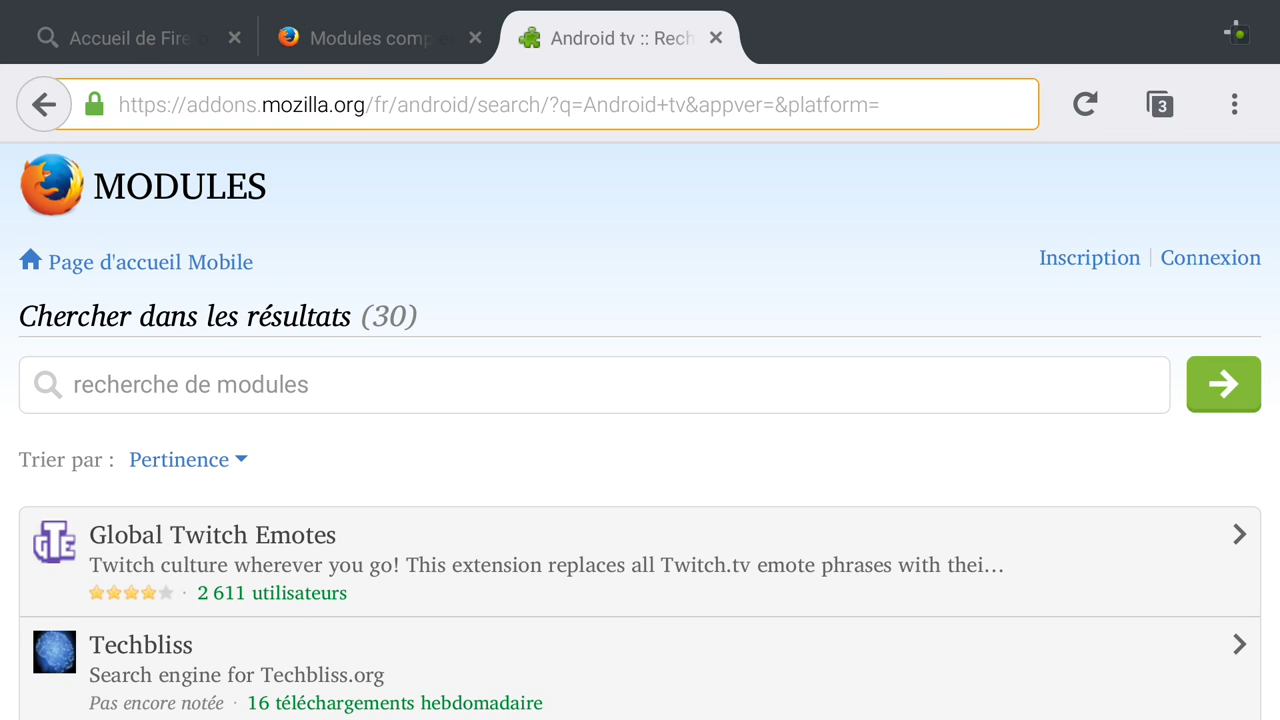 Accueil de Fire
Modules comp
Android tv :: Rech
https://addons.mozilla.org/fr/android/search/?q=Android+tv&appver=&platform=
3
MODULES
Page d'accueil Mobile
Inscription | Connexion
Chercher dans les résultats (30)
recherche de modules
Trier par : Pertinence
GTE
Global Twitch Emotes
Twitch culture wherever you go! This extension replaces all Twitch.tv emote phrases with thei…
· 2 611 utilisateurs
Techbliss
Search engine for Techbliss.org
Pas encore notée · 16 téléchargements hebdomadaire